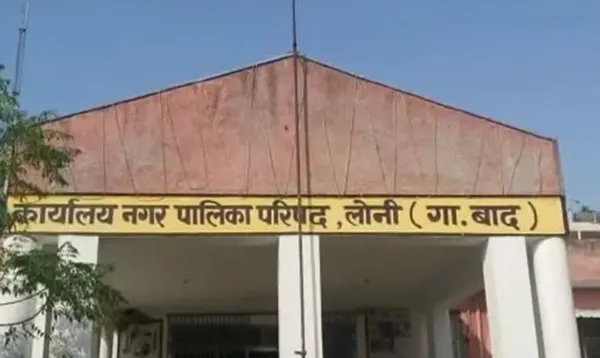 कार्यालय नगर पालिका परिषद, लोनी (गा. बाद)